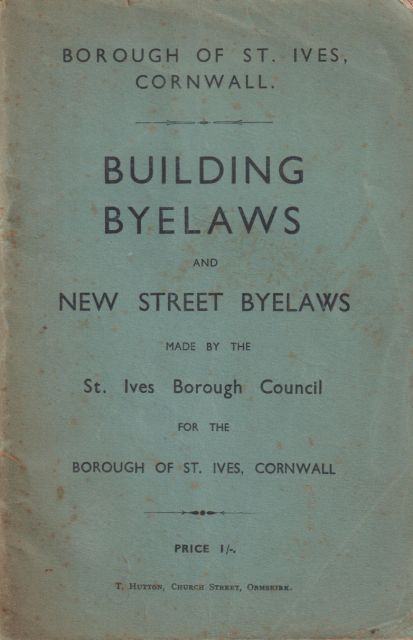 BOROUGH OF ST. IVES,
CORNWALL.
BUILDING
BYELAWS
AND
NEW STREET BYELAWS
MADE BY THE
St. Ives Borough Council
FOR THE
BOROUGH OF ST. IVES, CORNWALL
PRICE 1/-.
T. Hutton, Church Street, Ormskirk.